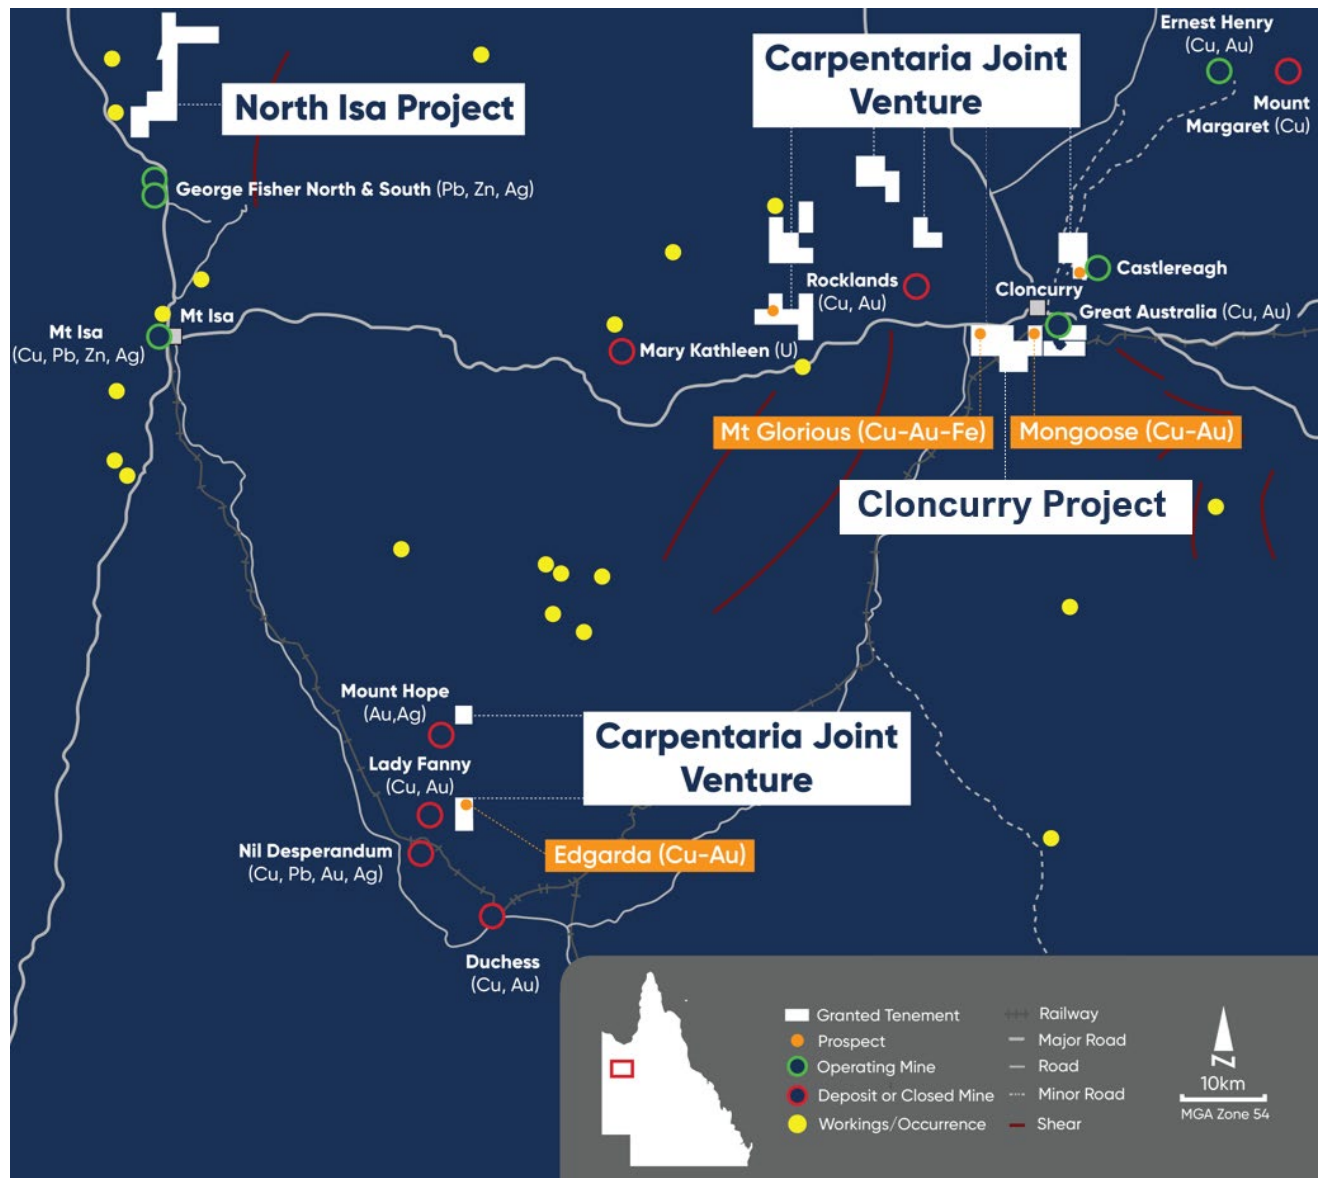 Ernest Henry
(Cu, Au)
Carpentaria Joint
Venture
North Isa Project
Mount
Margaret (Cu)
George Fisher North & South (Pb, Zn, Ag)
Castlereagh
Rocklands
(Cu, Au)
Cloncurry
Great Australia (Cu, Au)
Mt Isa
Mt Isa
(Cu, Pb, Zn, Ag)
Mary Kathleen (U)
Mt Glorious (Cu-Au-Fe)
Mongoose (Cu-Au)
Cloncurry Project
Mount Hope
(Au,Ag)
Carpentaria Joint
Venture
Lady Fanny
(Cu, Au)
Nil Desperandum
(Cu, Pb, Au, Ag)
Edgarda (Cu-Au)
Duchess
(Cu, Au)
Granted Tenement
Prospect
Operating Mine
Deposit or Closed Mine
Workings/Occurrence
Railway
Major Road
Road
Minor Road
Shear
N
10km
MGA Zone 54